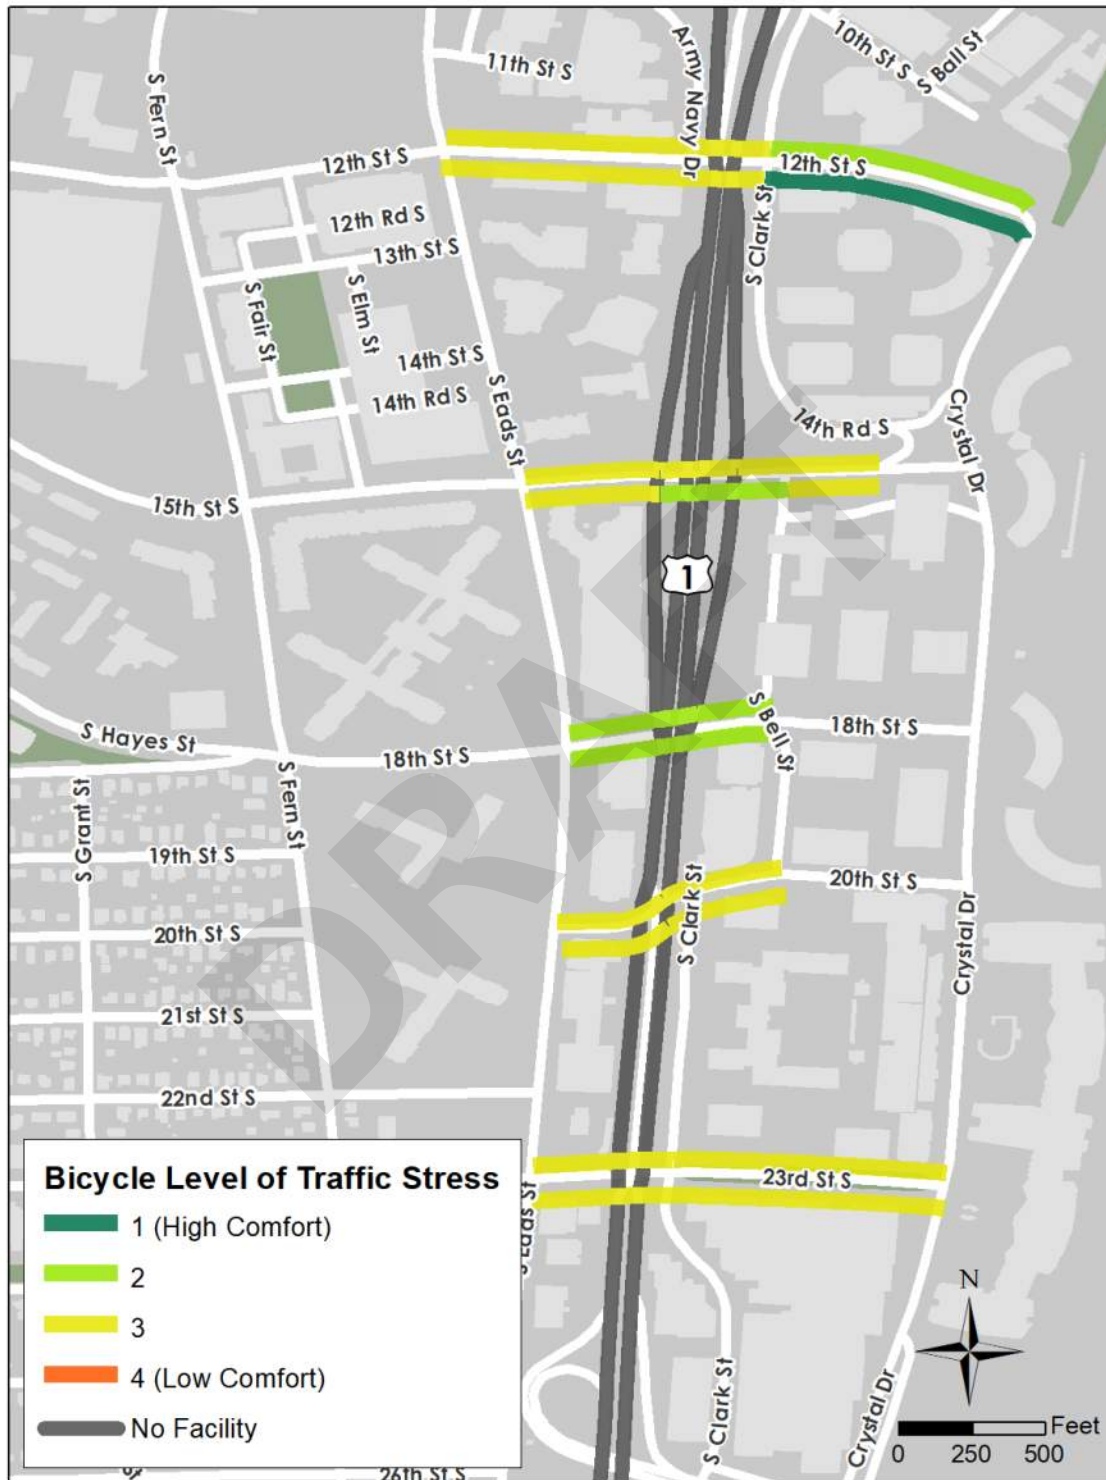 10th St S
S Ball St
11th St S
Army Navy Dr
S Fern St
12th St S
12th St S
12th Rd S
S Clark St
13th St S
S Fair St
S Elm St
14th St S
14th Rd S
S Eads St
14th Rd S
Crystal Dr
15th St S
1
S Bell St
S Hayes St
18th St S
18th St S
S Grant St
S Fern St
19th St S
20th St S
20th St S
S Clark St
Crystal Dr
21st St S
22nd St S
DRAFT
23rd St S
S Eads St
Bicycle Level of Traffic Stress
1 (High Comfort)
2
3
4 (Low Comfort)
No Facility
N
S Clark St
Crystal Dr
Feet
0 250 500
St
26th St S